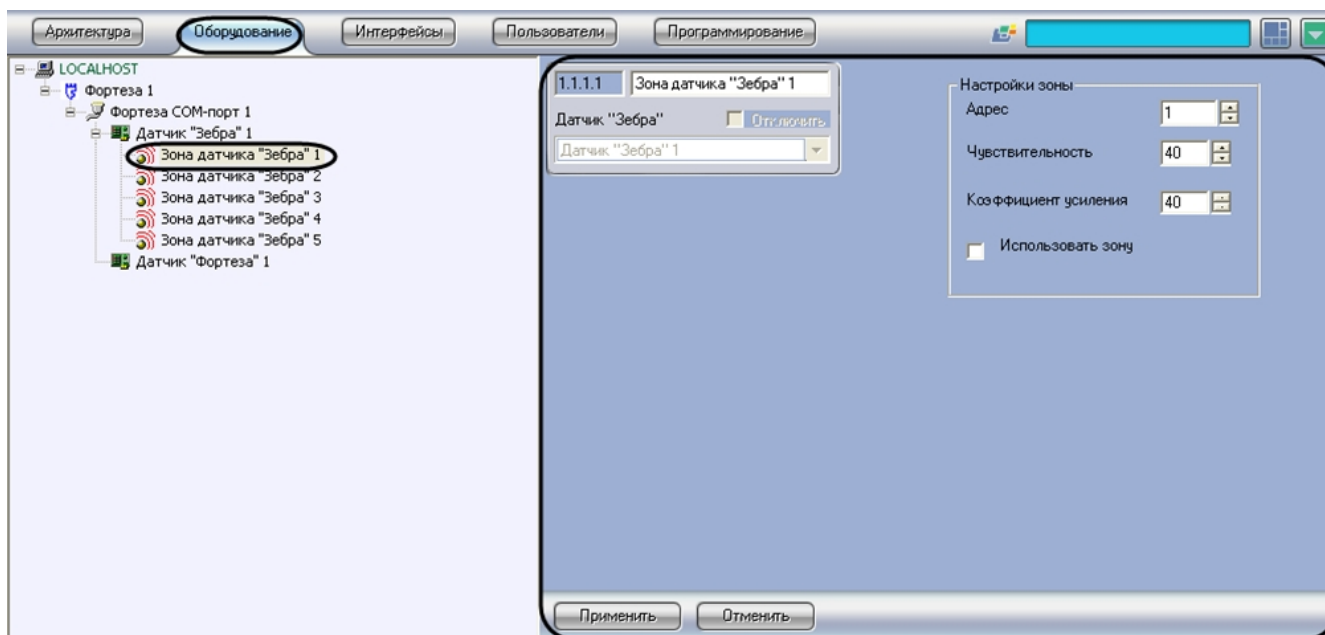 Архитектура Оборудование Интерфейсы Пользователи Программирование
LOCALHOST
Фортеза 1
Фортеза COM-порт 1
Датчик "Зебра" 1
Зона датчика "Зебра" 1
Зона датчика "Зебра" 2
Зона датчика "Зебра" 3
Зона датчика "Зебра" 4
Зона датчика "Зебра" 5
Датчик "Фортеза" 1
1.1.1.1 Зона датчика "Зебра" 1
Датчик "Зебра" Отключить
Датчик "Зебра" 1
Настройки зоны
Адрес 1
Чувствительность 40
Коэффициент усиления 40
Использовать зону
Применить Отменить